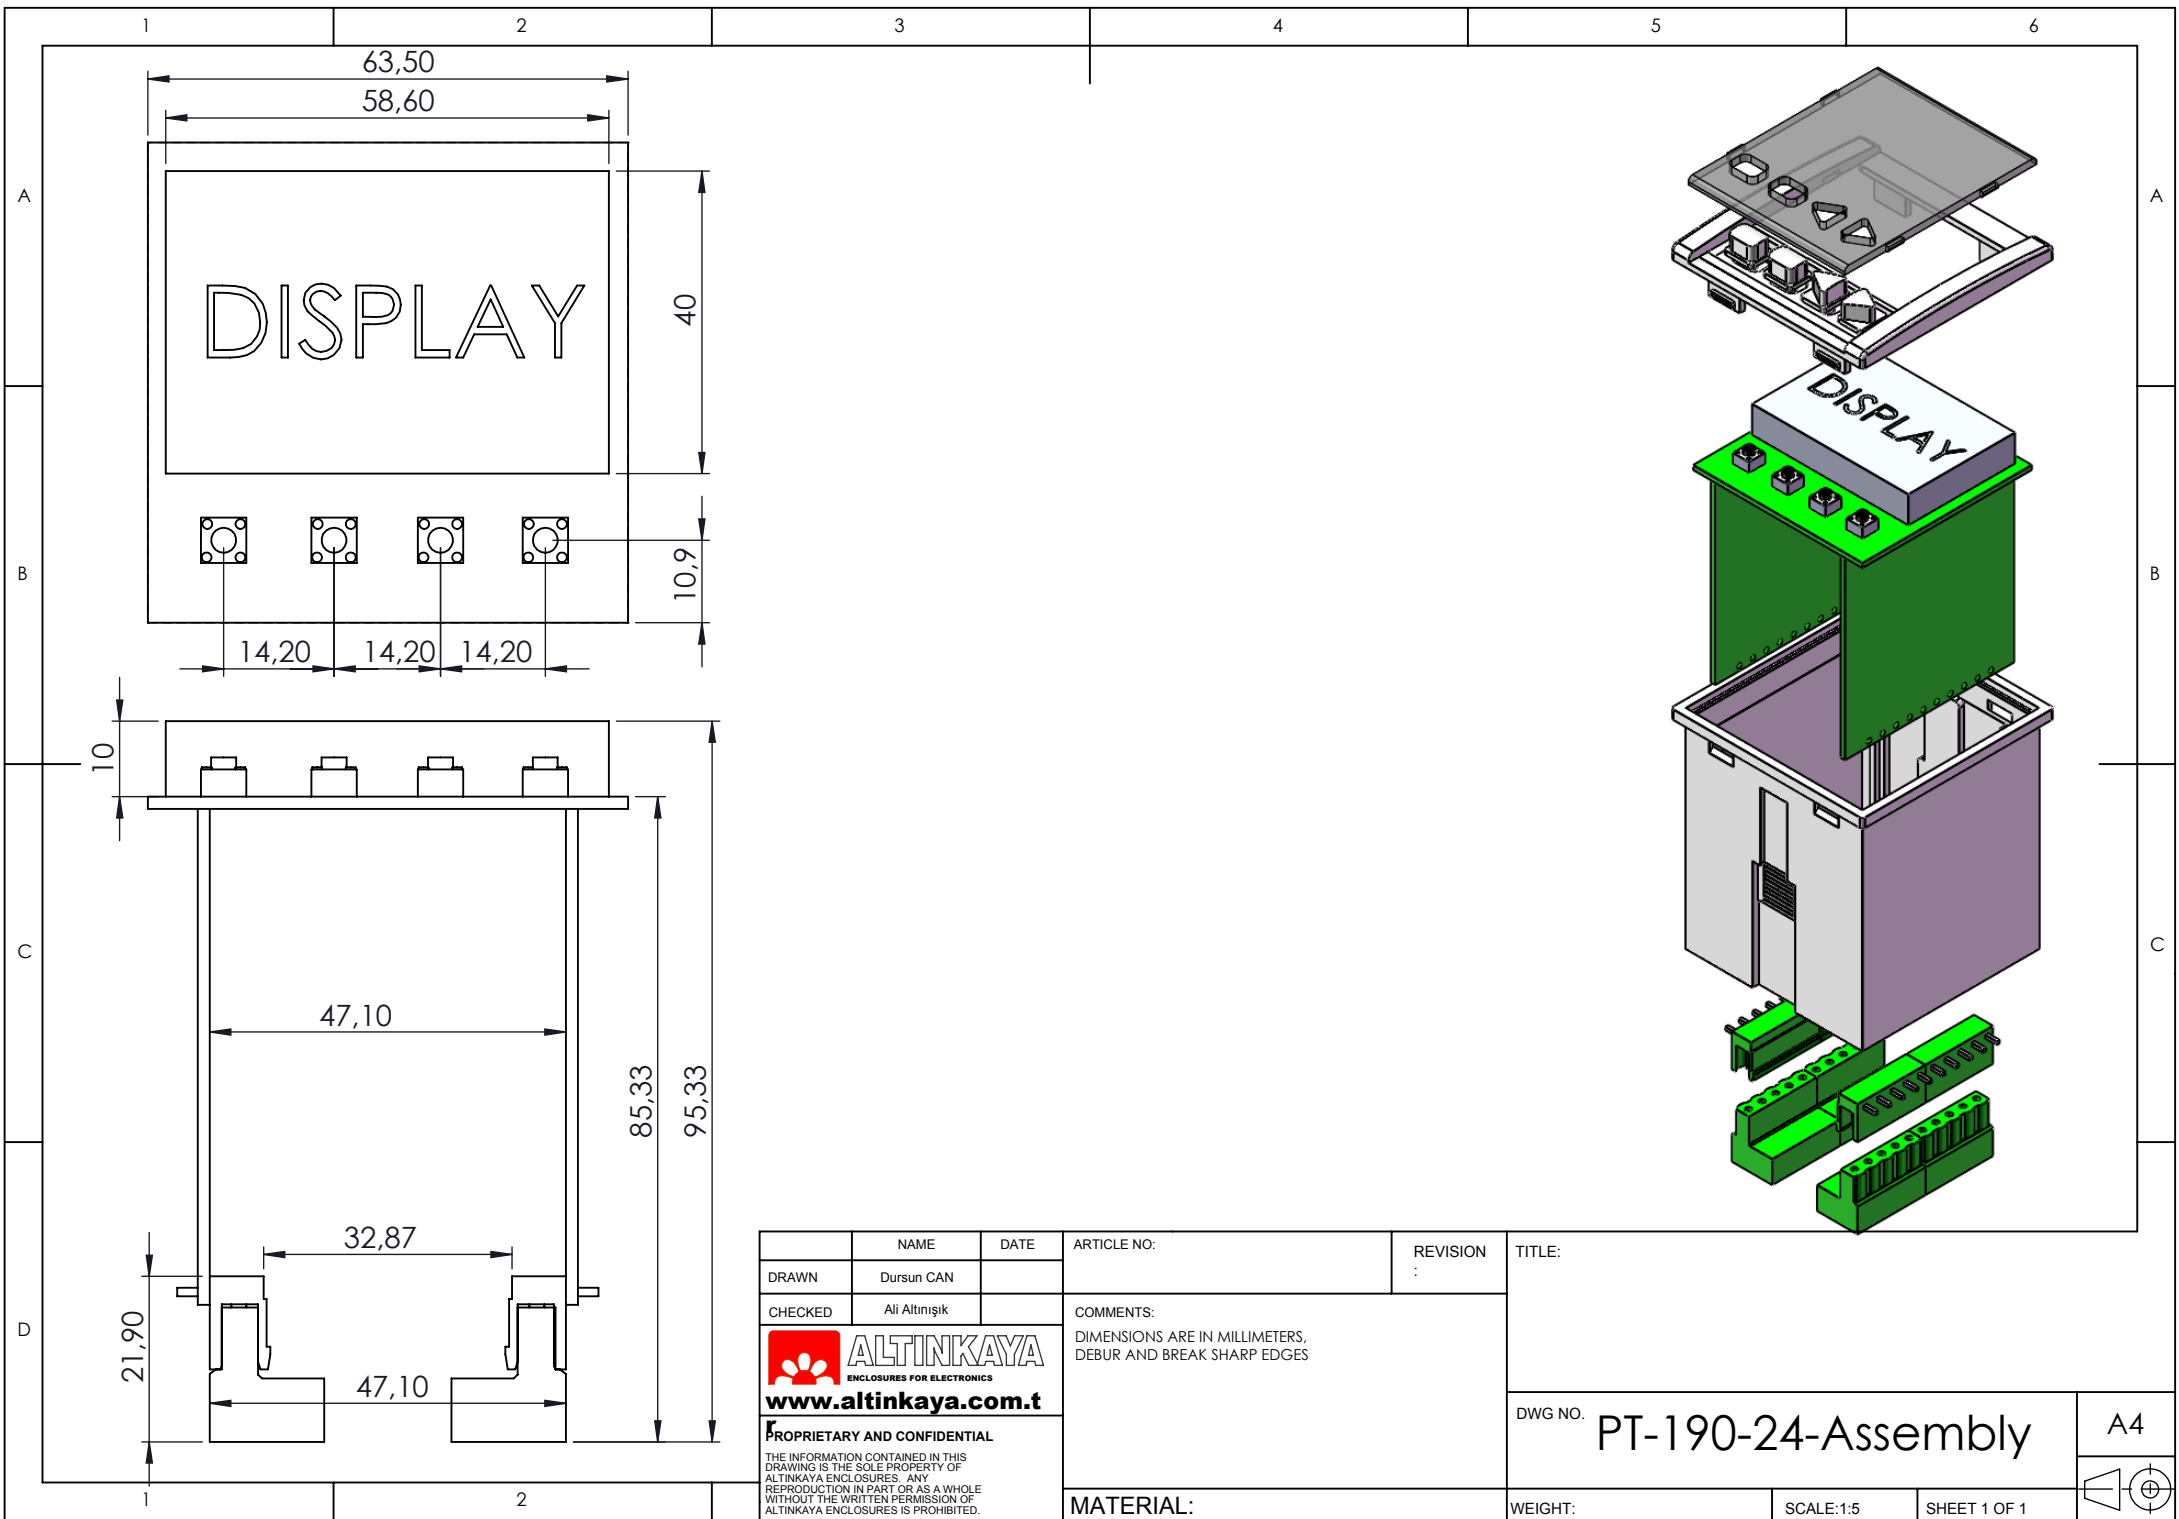 1 2 3 4 5 6
A A
B B
C C
D
1 2
63,50
58,60
DISPLAY
40
10,9
14,20 14,20 14,20
10
47,10
85,33
95,33
32,87
21,90
47,10
DISPLAY
NAME DATE
DRAWN Dursun CAN
CHECKED Ali Altınışık
ALTINKAYA
ENCLOSURES FOR ELECTRONICS
www.altinkaya.com.t
r
PROPRIETARY AND CONFIDENTIAL
THE INFORMATION CONTAINED IN THIS
DRAWING IS THE SOLE PROPERTY OF
ALTINKAYA ENCLOSURES. ANY
REPRODUCTION IN PART OR AS A WHOLE
WITHOUT THE WRITTEN PERMISSION OF
ALTINKAYA ENCLOSURES IS PROHIBITED.
ARTICLE NO:
REVISION
:
COMMENTS:
DIMENSIONS ARE IN MILLIMETERS,
DEBUR AND BREAK SHARP EDGES
MATERIAL:
TITLE:
DWG NO. PT-190-24-Assembly
A4
WEIGHT:
SCALE:1:5
SHEET 1 OF 1